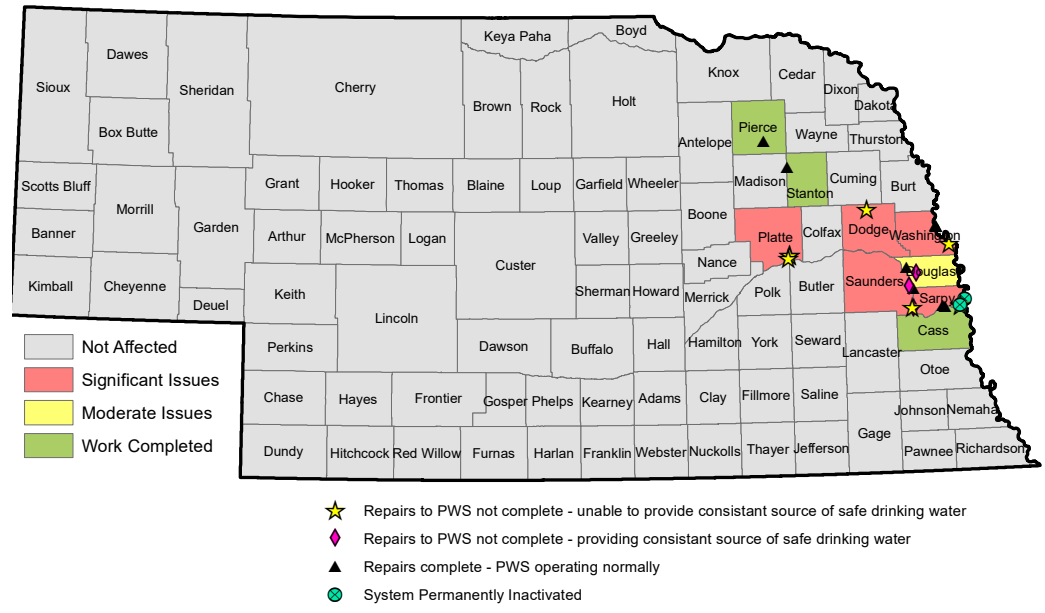 Keya Paha
Boyd
Dawes
Sioux
Sheridan
Cherry
Knox
Cedar
Dixon
Dakota
Brown
Rock
Holt
Box Butte
Pierce
Antelope
Wayne
Thurston
Scotts Bluff
Grant
Hooker
Thomas
Blaine
Loup
Garfield
Wheeler
Madison
Stanton
Cuming
Burt
Morrill
Boone
Banner
Garden
Arthur
McPherson
Logan
Valley
Greeley
Platte
Colfax
Dodge
Washington
Custer
Nance
Kimball
Cheyenne
Keith
Sherman
Howard
Merrick
Polk
Butler
Saunders
Douglas
Deuel
Lincoln
Sarpy
Cass
Perkins
Dawson
Buffalo
Hall
Hamilton
York
Seward
Lancaster
Otoe
Chase
Hayes
Frontier
Gosper
Phelps
Kearney
Adams
Clay
Fillmore
Saline
Johnson
Nemaha
Gage
Dundy
Hitchcock
Red Willow
Furnas
Harlan
Franklin
Webster
Nuckolls
Thayer
Jefferson
Pawnee
Richardson
Not Affected
Significant Issues
Moderate Issues
Work Completed
Repairs to PWS not complete - unable to provide consistant source of safe drinking water
Repairs to PWS not complete - providing consistant source of safe drinking water
Repairs complete - PWS operating normally
System Permanently Inactivated